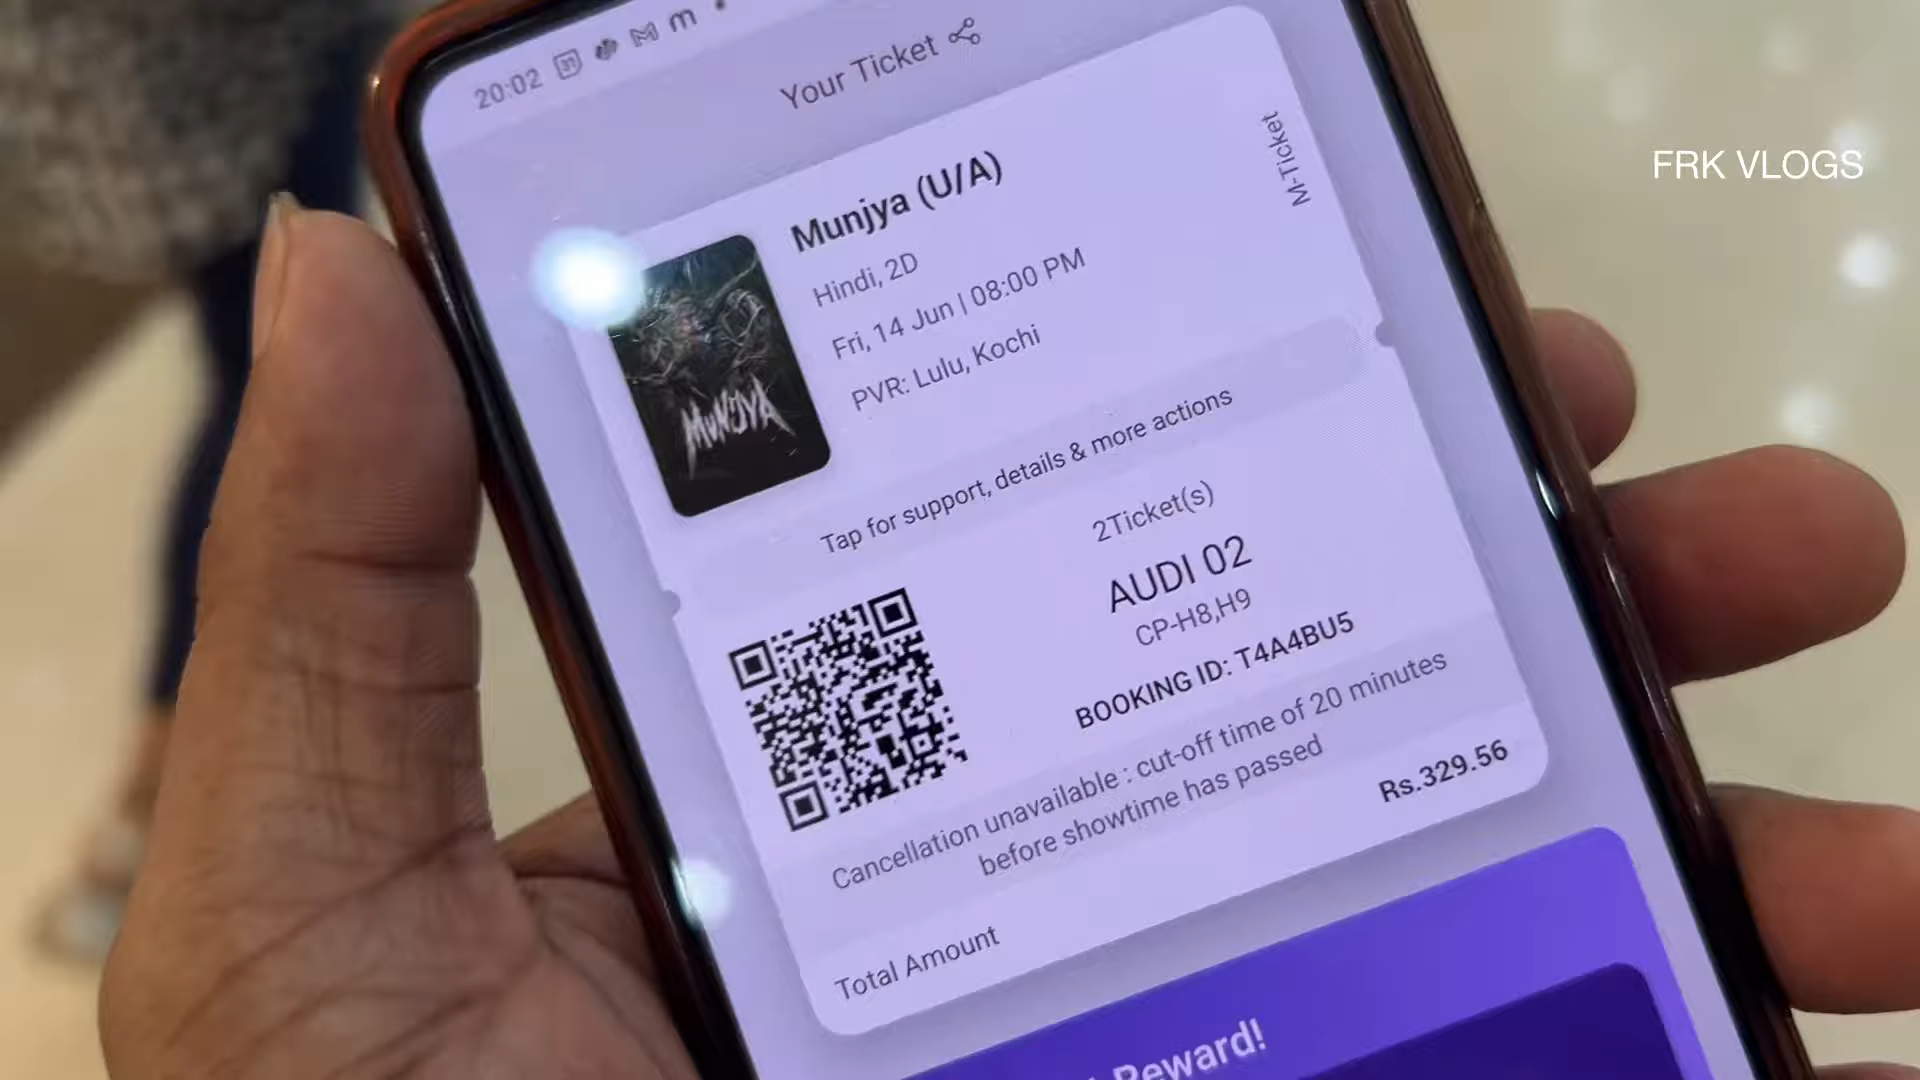 20:02
Your Ticket
M-Ticket
Munjya (U/A)
Hindi, 2D
Fri, 14 Jun | 08:00 PM
PVR: Lulu, Kochi
MUNJYA
Tap for support, details & more actions
2Ticket(s)
AUDI 02
CP-H8,H9
BOOKING ID: T4A4BU5
Cancellation unavailable : cut-off time of 20 minutes
before showtime has passed
Total Amount
Rs.329.56
Reward!
FRK VLOGS